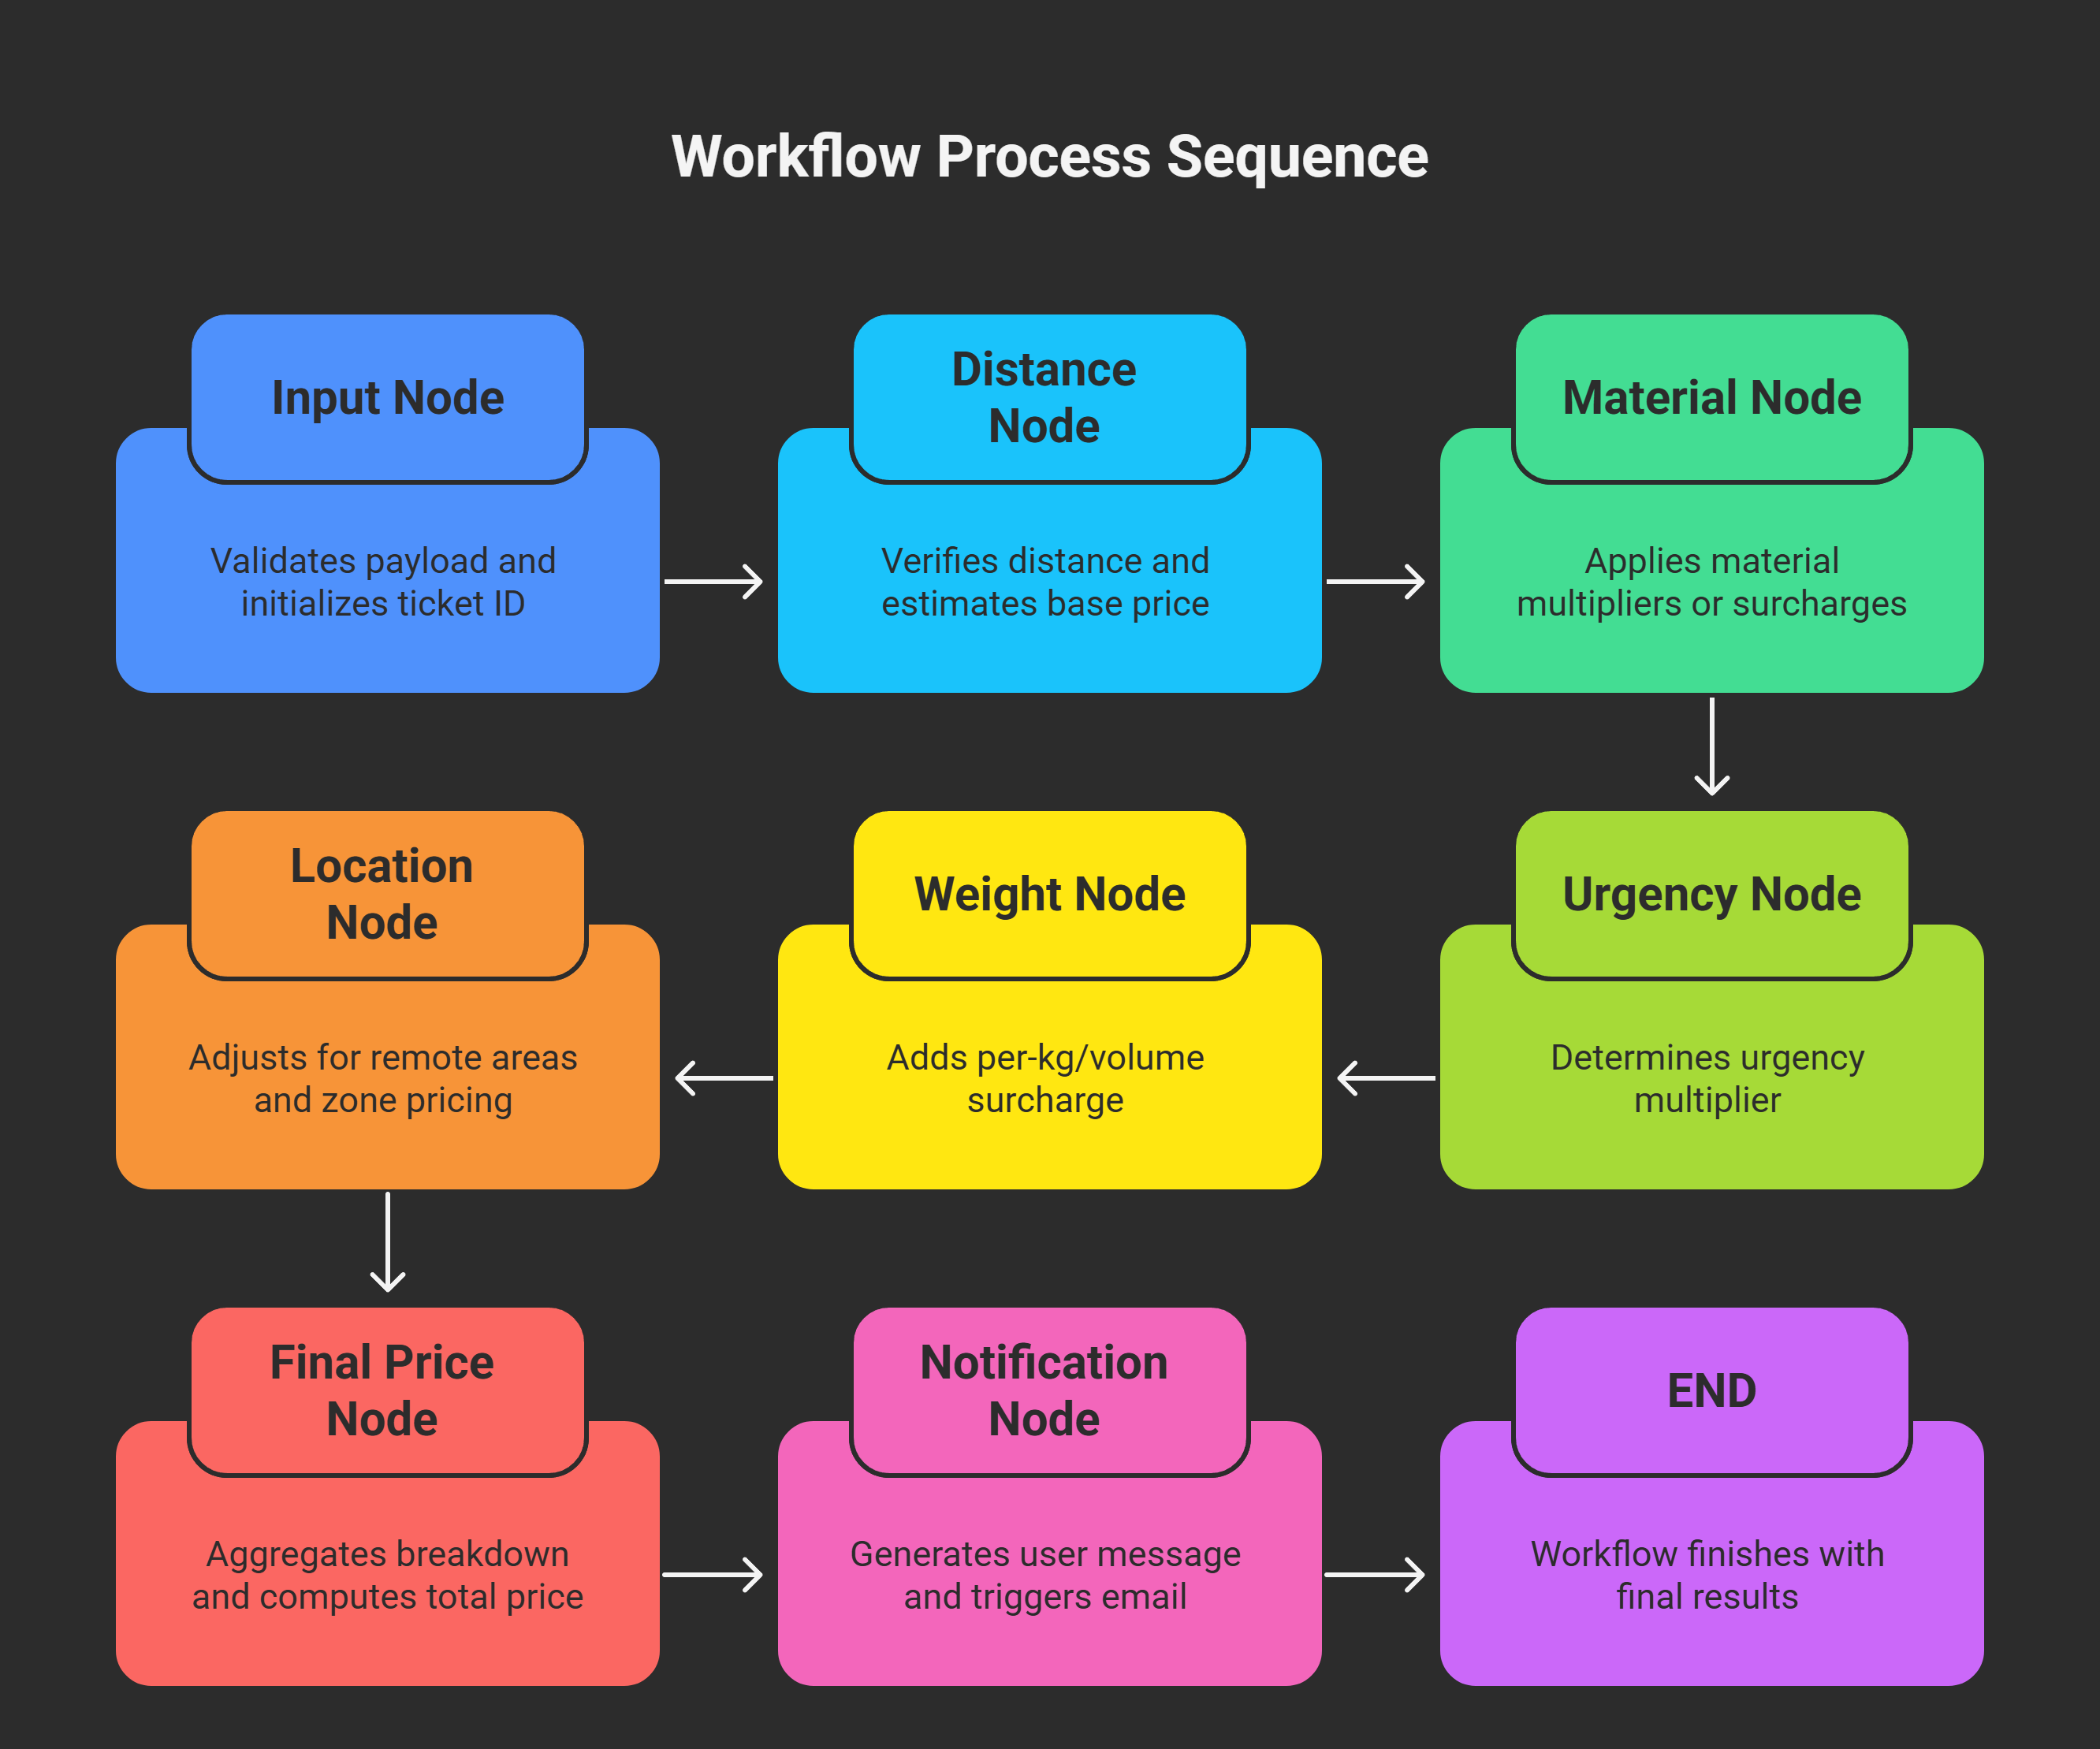 Workflow Process Sequence
Input Node
Validates payload and
initializes ticket ID
Distance
Node
Verifies distance and
estimates base price
Material Node
Applies material
multipliers or surcharges
Urgency Node
Determines urgency
multiplier
Weight Node
Adds per-kg/volume
surcharge
Location
Node
Adjusts for remote areas
and zone pricing
Final Price
Node
Aggregates breakdown
and computes total price
Notification
Node
Generates user message
and triggers email
END
Workflow finishes with
final results